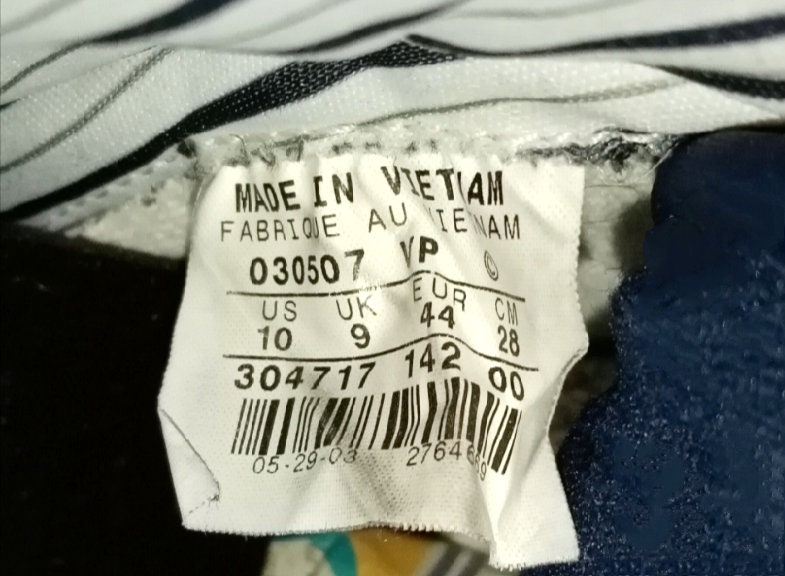 MADE IN VIETNAM
FABRIQUE AU VIETNAM
030507 VP
US UK EUR CM
10 9 44 28
304717 142 00
05-29-03